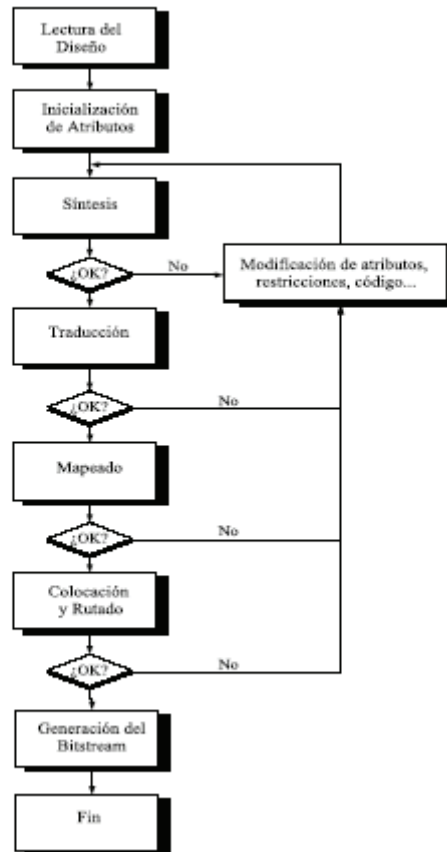 Lectura del
Diseño
Inicialización
de Atributos
Síntesis
¿OK?
No
Modificación de atributos,
restricciones, código...
Traducción
¿OK?
No
Mapeado
¿OK?
No
Colocación
y Rutado
¿OK?
No
Generación del
Bitstream
Fin